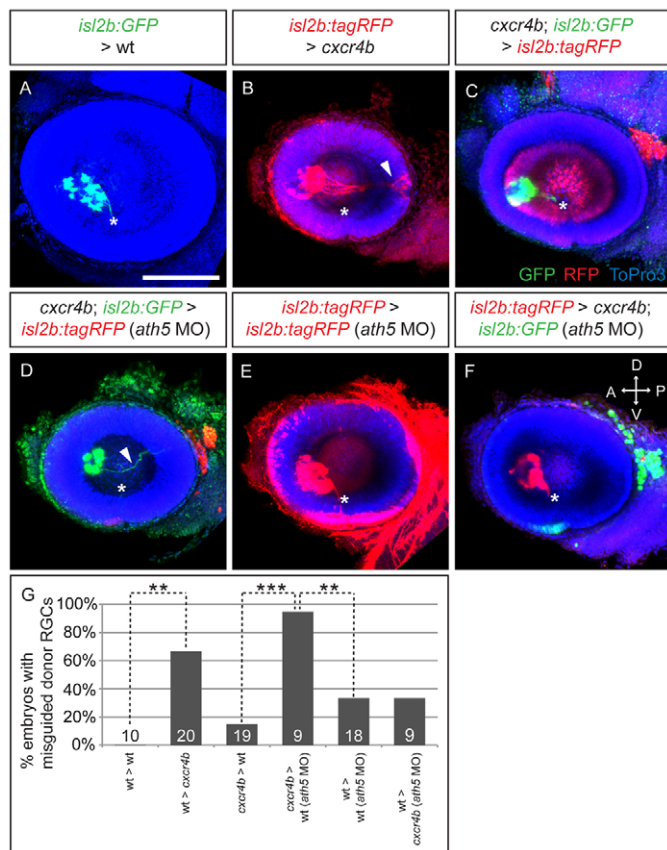 isl2b:GFP
> wt
isl2b:tagRFP
> cxcr4b
cxcr4b; isl2b:GFP
> isl2b:tagRFP
A
*
B
*
C
*
GFP RFP ToPro3
cxcr4b; isl2b:GFP >
isl2b:tagRFP (ath5 MO)
isl2b:tagRFP >
isl2b:tagRFP (ath5 MO)
isl2b:tagRFP > cxcr4b;
isl2b:GFP (ath5 MO)
D
*
E
*
F
D
A P
V
*
G
** *** **
% embryos with
misguided donor RGCs
100%
80%
60%
40%
20%
0%
10 20 19 9 18 9
wt > wt
wt > cxcr4b
cxcr4b > wt
cxcr4b >
wt (ath5 MO)
wt >
wt (ath5 MO)
wt >
cxcr4b (ath5 MO)